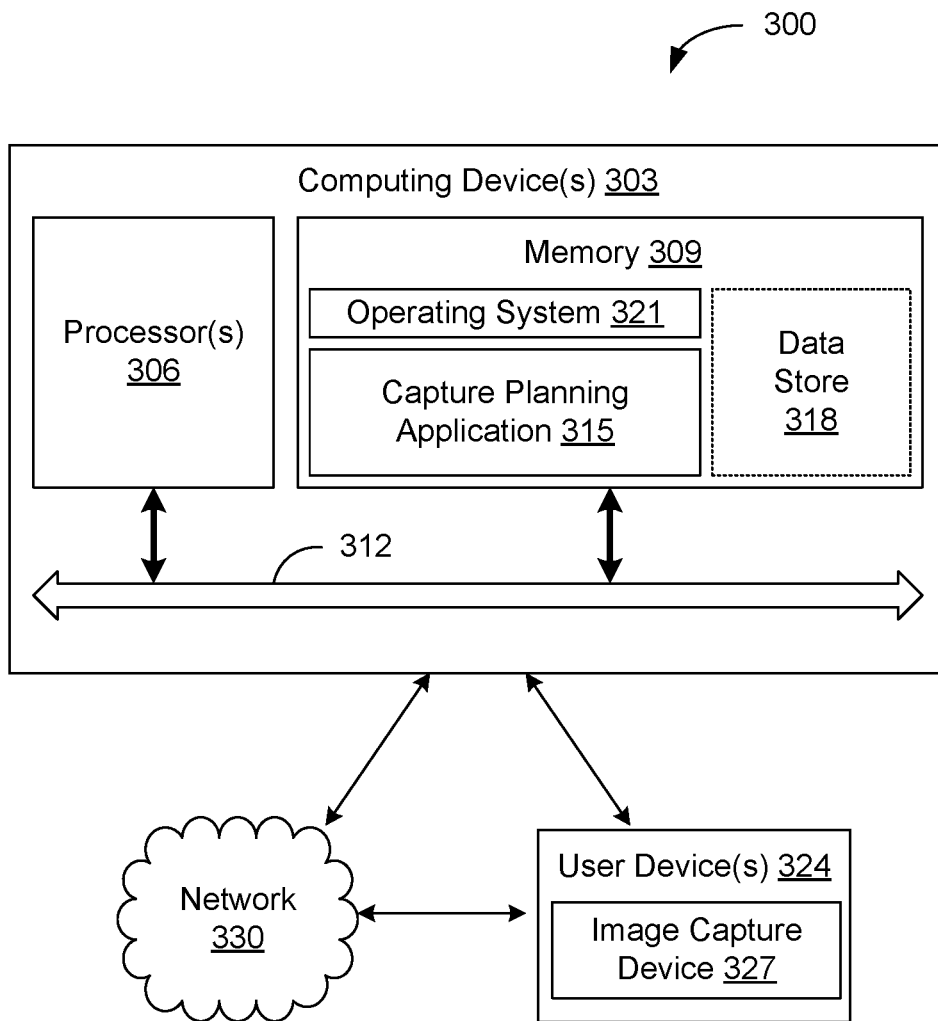 300
Computing Device(s) 303
Processor(s)
306
Memory 309
Operating System 321
Capture Planning
Application 315
Data
Store
318
312
Network
330
User Device(s) 324
Image Capture
Device 327